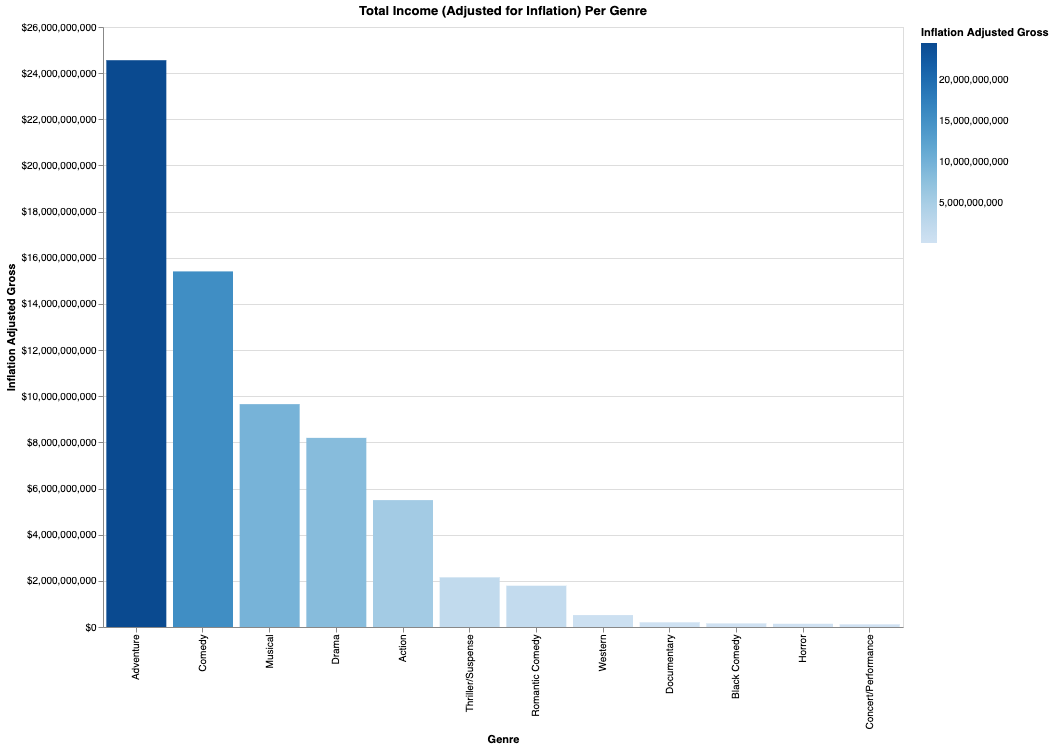 Total Income (Adjusted for Inflation) Per Genre
Inflation Adjusted Gross
$26,000,000,000
$24,000,000,000
$22,000,000,000
$20,000,000,000
$18,000,000,000
$16,000,000,000
$14,000,000,000
$12,000,000,000
$10,000,000,000
$8,000,000,000
$6,000,000,000
$4,000,000,000
$2,000,000,000
$0
Adventure
Comedy
Musical
Drama
Action
Thriller/Suspense
Romantic Comedy
Western
Documentary
Black Comedy
Horror
Concert/Performance
Genre
Inflation Adjusted Gross
20,000,000,000
15,000,000,000
10,000,000,000
5,000,000,000